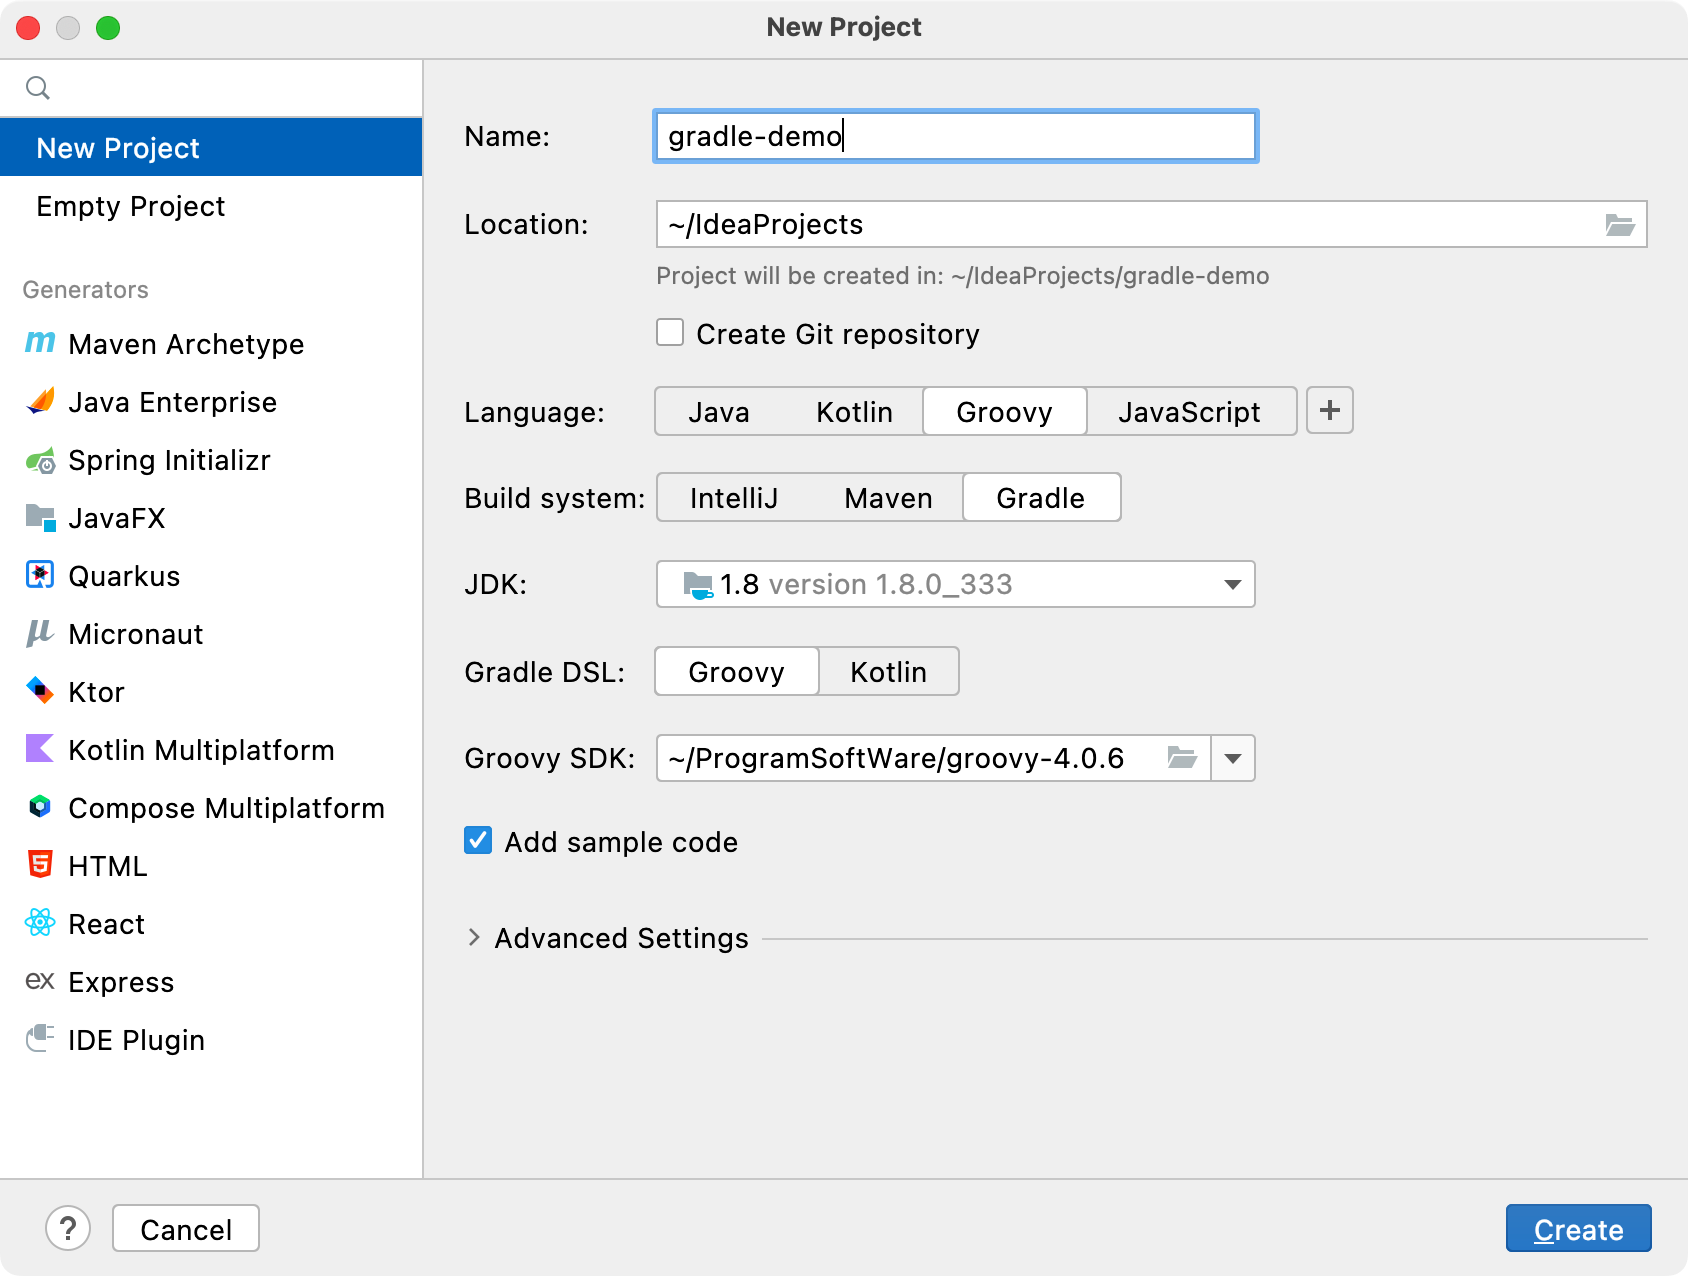 New Project
New Project
Empty Project
Generators
Maven Archetype
Java Enterprise
Spring Initializr
JavaFX
Quarkus
Micronaut
Ktor
Kotlin Multiplatform
Compose Multiplatform
HTML
React
ex Express
IDE Plugin
Name: gradle-demo
Location: ~/IdeaProjects
Project will be created in: ~/IdeaProjects/gradle-demo
Create Git repository
Language: Java Kotlin Groovy JavaScript +
Build system: IntelliJ Maven Gradle
JDK: 1.8 version 1.8.0_333
Gradle DSL: Groovy Kotlin
Groovy SDK: ~/ProgramSoftWare/groovy-4.0.6
Add sample code
Advanced Settings
? Cancel Create